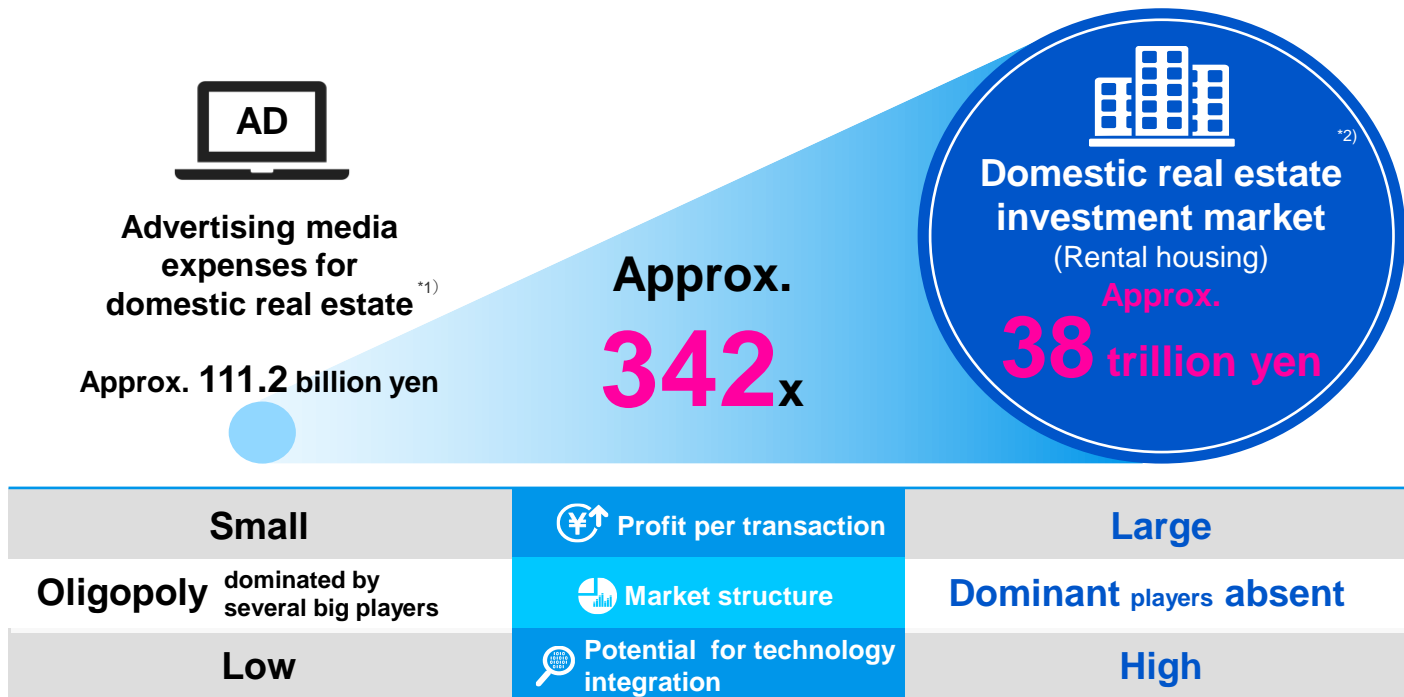 AD
Advertising media
expenses for
domestic real estate *1)
Approx. 111.2 billion yen
Approx.
342x
*2)
Domestic real estate
investment market
(Rental housing)
Approx.
38 trillion yen
Small
Profit per transaction
Large
Oligopoly dominated by
several big players
Market structure
Dominant players absent
Low
Potential for technology
integration
High